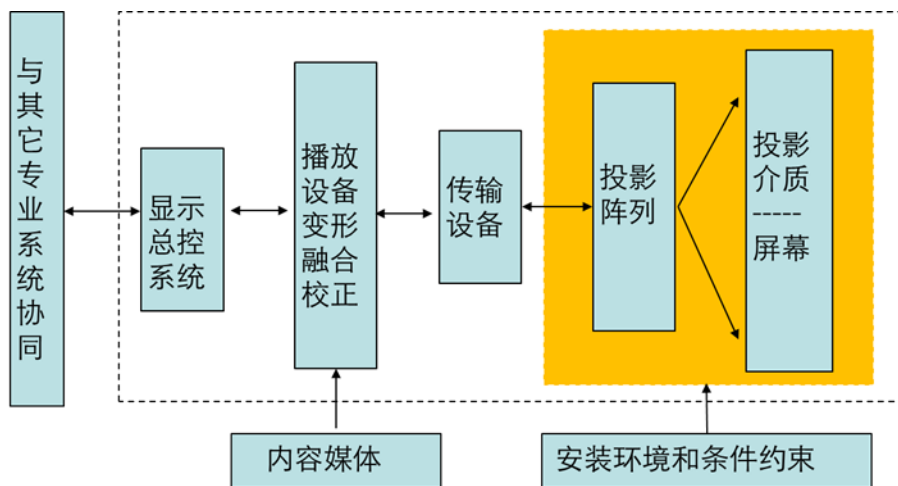 与
其
它
专
业
系
统
协
同
显示
总控
系统
播放
设备
变形
融合
校正
传输
设备
投影
阵列
投影
介质
-----
屏幕
内容媒体
安装环境和条件约束